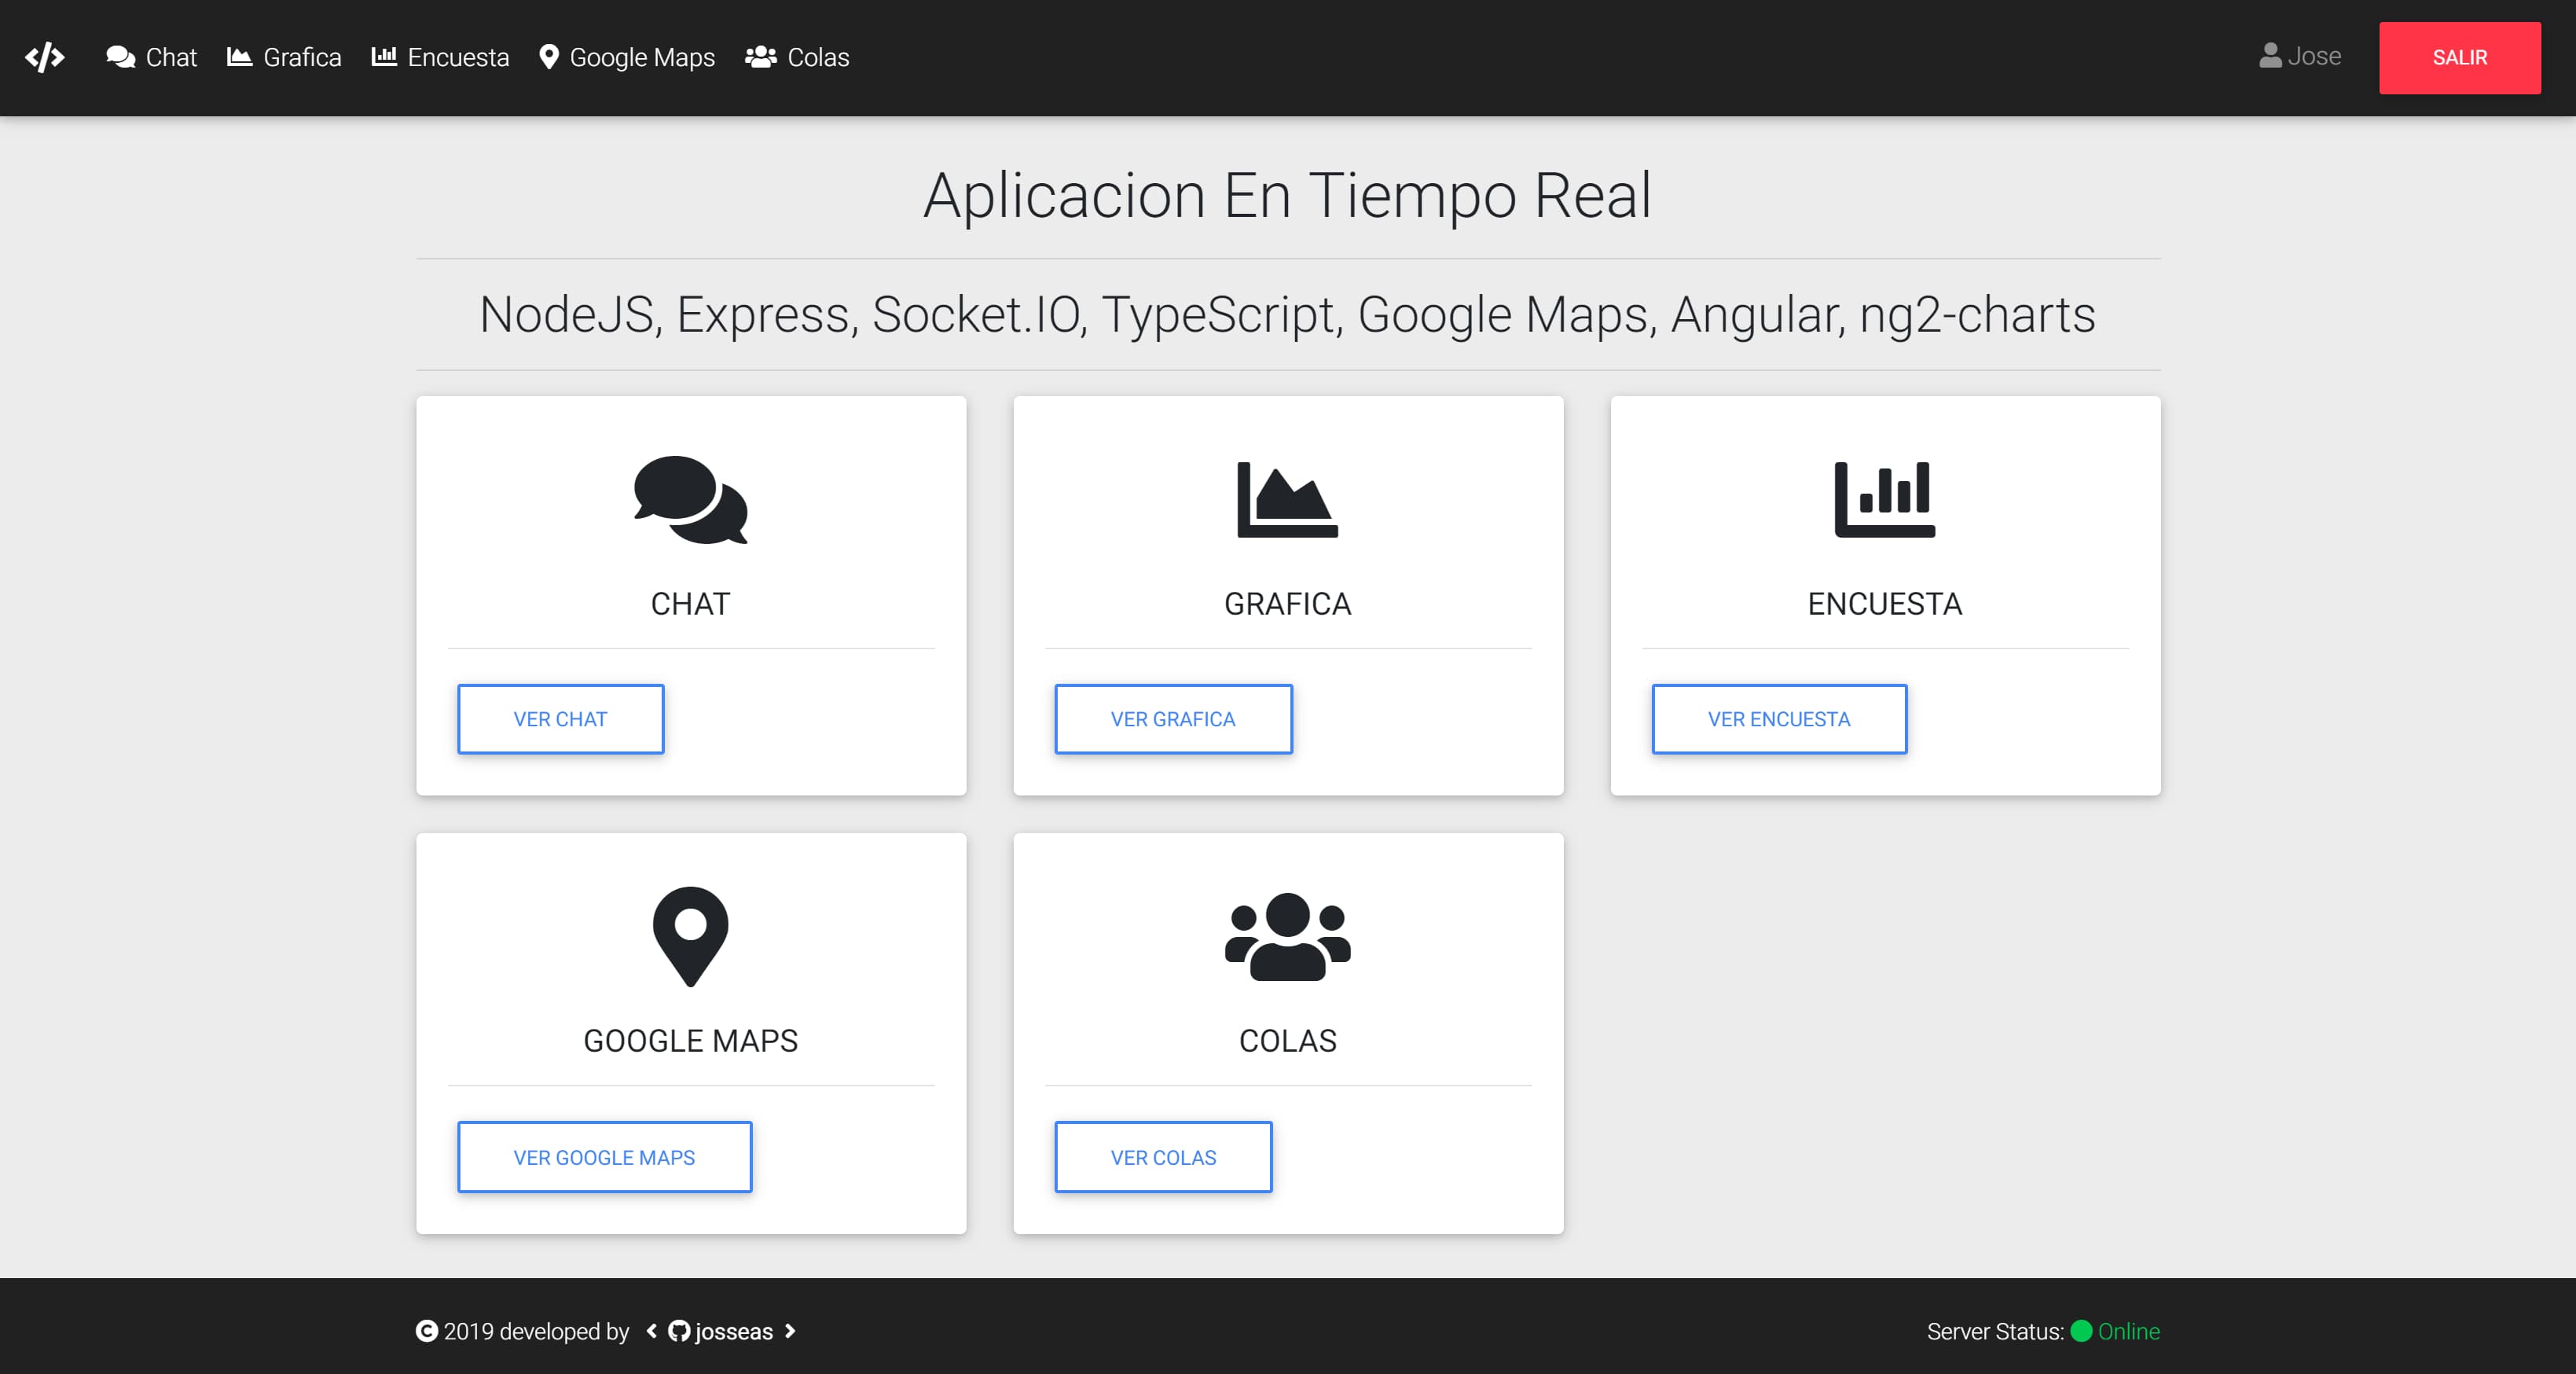 Chat Grafica Encuesta Google Maps Colas Jose SALIR
Aplicacion En Tiempo Real
NodeJS, Express, Socket.IO, TypeScript, Google Maps, Angular, ng2-charts
CHAT
VER CHAT
GRAFICA
VER GRAFICA
ENCUESTA
VER ENCUESTA
GOOGLE MAPS
VER GOOGLE MAPS
COLAS
VER COLAS
© 2019 developed by < josseas >
Server Status: Online